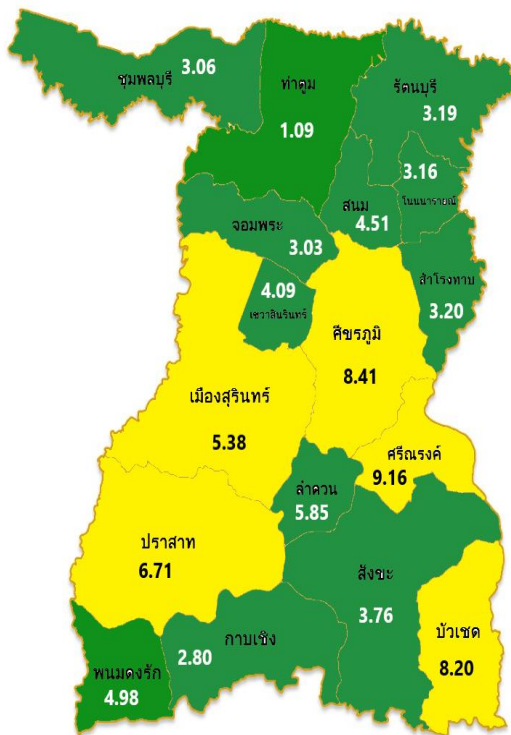 ชุมพลบุรี
3.06
ท่าตูม
1.09
รัตนบุรี
3.19
3.16
โนนนารายณ์
สนม
4.51
จอมพระ
3.03
สำโรงทาบ
3.20
4.09
เขวาสินรินทร์
ศีขรภูมิ
8.41
เมืองสุรินทร์
5.38
ศรีณรงค์
9.16
ลำดวน
5.85
ปราสาท
6.71
สังขะ
3.76
บัวเชด
8.20
กาบเชิง
2.80
พนมดงรัก
4.98